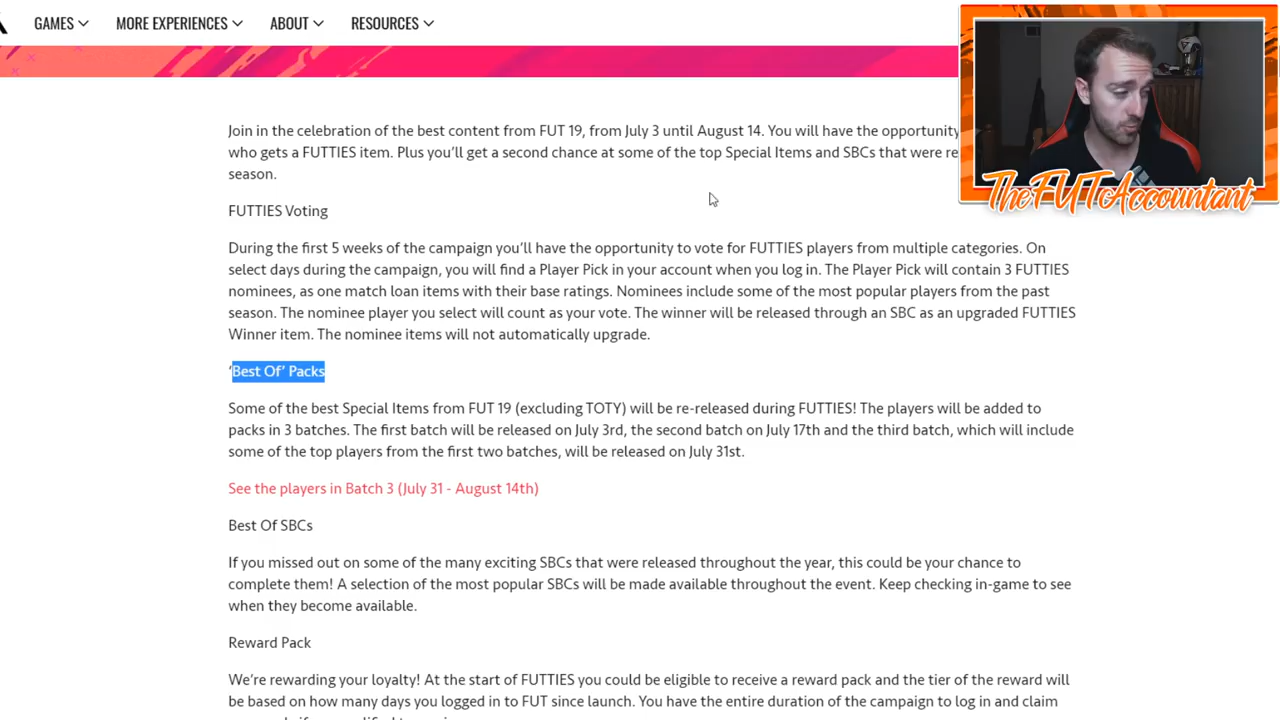 GAMES MORE EXPERIENCES ABOUT RESOURCES
Join in the celebration of the best content from FUT 19, from July 3 until August 14. You will have the opportunity
who gets a FUTTIES item. Plus you'll get a second chance at some of the top Special Items and SBCs that were re
season.
TheFUTAccountant
FUTTIES Voting
During the first 5 weeks of the campaign you'll have the opportunity to vote for FUTTIES players from multiple categories. On
select days during the campaign, you will find a Player Pick in your account when you log in. The Player Pick will contain 3 FUTTIES
nominees, as one match loan items with their base ratings. Nominees include some of the most popular players from the past
season. The nominee player you select will count as your vote. The winner will be released through an SBC as an upgraded FUTTIES
Winner item. The nominee items will not automatically upgrade.
'Best Of' Packs
Some of the best Special Items from FUT 19 (excluding TOTY) will be re-released during FUTTIES! The players will be added to
packs in 3 batches. The first batch will be released on July 3rd, the second batch on July 17th and the third batch, which will include
some of the top players from the first two batches, will be released on July 31st.
See the players in Batch 3 (July 31 - August 14th)
Best Of SBCs
If you missed out on some of the many exciting SBCs that were released throughout the year, this could be your chance to
complete them! A selection of the most popular SBCs will be made available throughout the event. Keep checking in-game to see
when they become available.
Reward Pack
We're rewarding your loyalty! At the start of FUTTIES you could be eligible to receive a reward pack and the tier of the reward will
be based on how many days you logged in to FUT since launch. You have the entire duration of the campaign to log in and claim